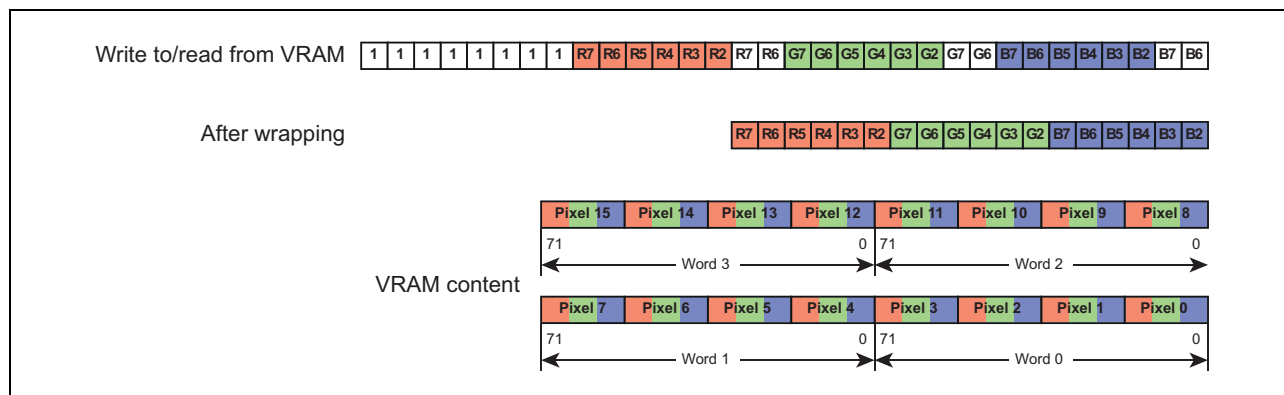 Write to/read from VRAM 1 1 1 1 1 1 1 1 R7 R6 R5 R4 R3 R2 R7 R6 G7 G6 G5 G4 G3 G2 G7 G6 B7 B6 B5 B4 B3 B2 B7 B6
After wrapping R7 R6 R5 R4 R3 R2 G7 G6 G5 G4 G3 G2 B7 B6 B5 B4 B3 B2
Pixel 15 Pixel 14 Pixel 13 Pixel 12 Pixel 11 Pixel 10 Pixel 9 Pixel 8
71 0 71 0
Word 3 Word 2
VRAM content
Pixel 7 Pixel 6 Pixel 5 Pixel 4 Pixel 3 Pixel 2 Pixel 1 Pixel 0
71 0 71 0
Word 1 Word 0